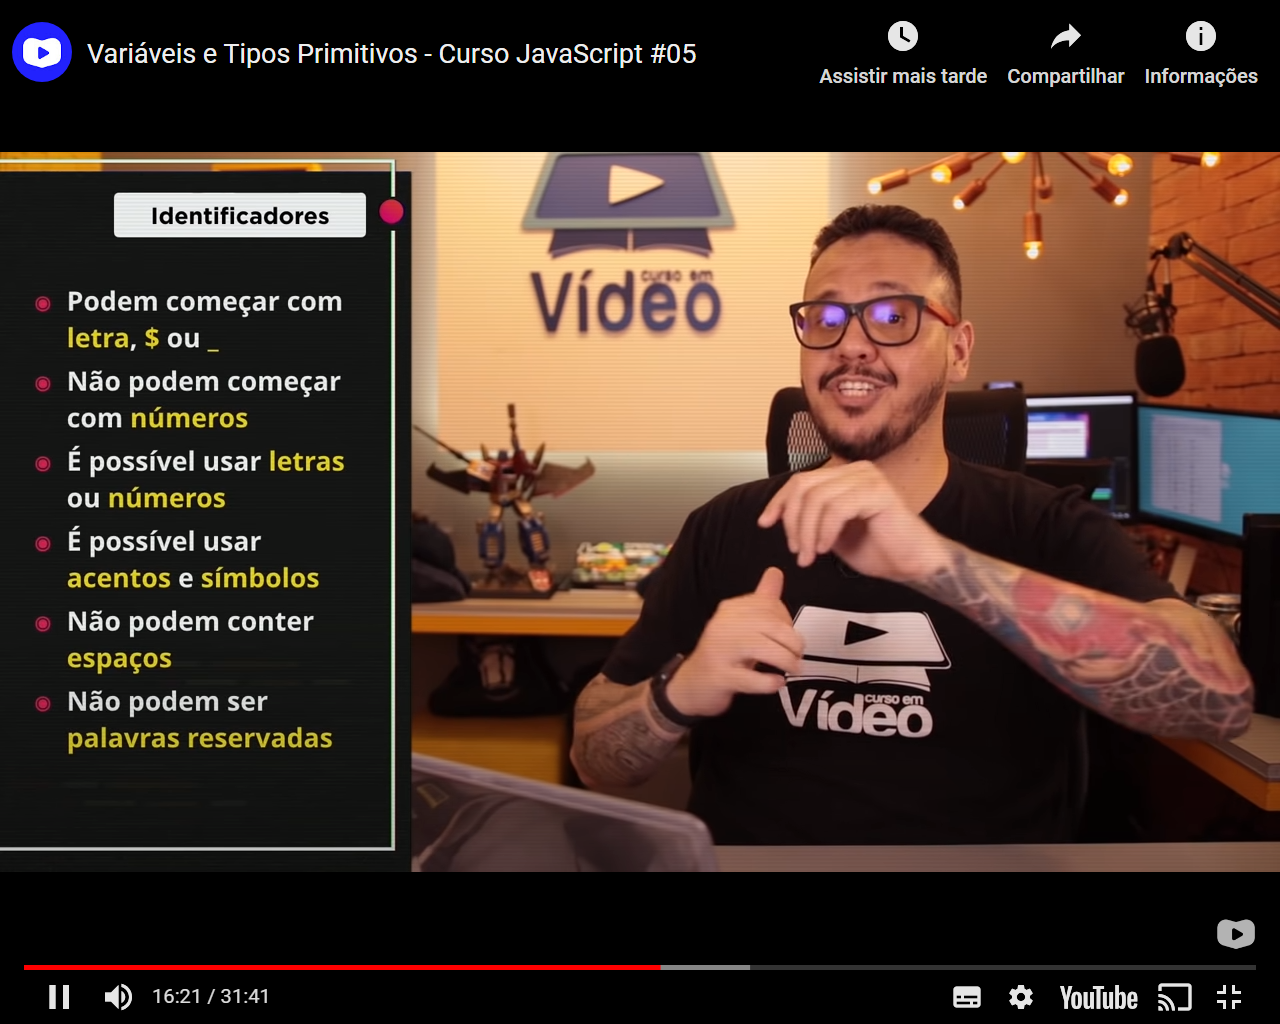 Variáveis e Tipos Primitivos - Curso JavaScript #05
Assistir mais tarde
Compartilhar
Informações
Identificadores
Podem começar com
letra, $ ou _
Não podem começar
com números
É possível usar letras
ou números
É possível usar
acentos e símbolos
Não podem conter
espaços
Não podem ser
palavras reservadas
curso em
Vídeo
curso em
Vídeo
16:21 / 31:41
YouTube